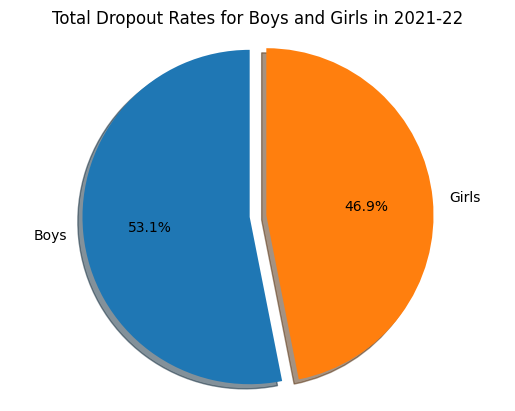 Total Dropout Rates for Boys and Girls in 2021-22
Girls
46.9%
53.1%
Boys